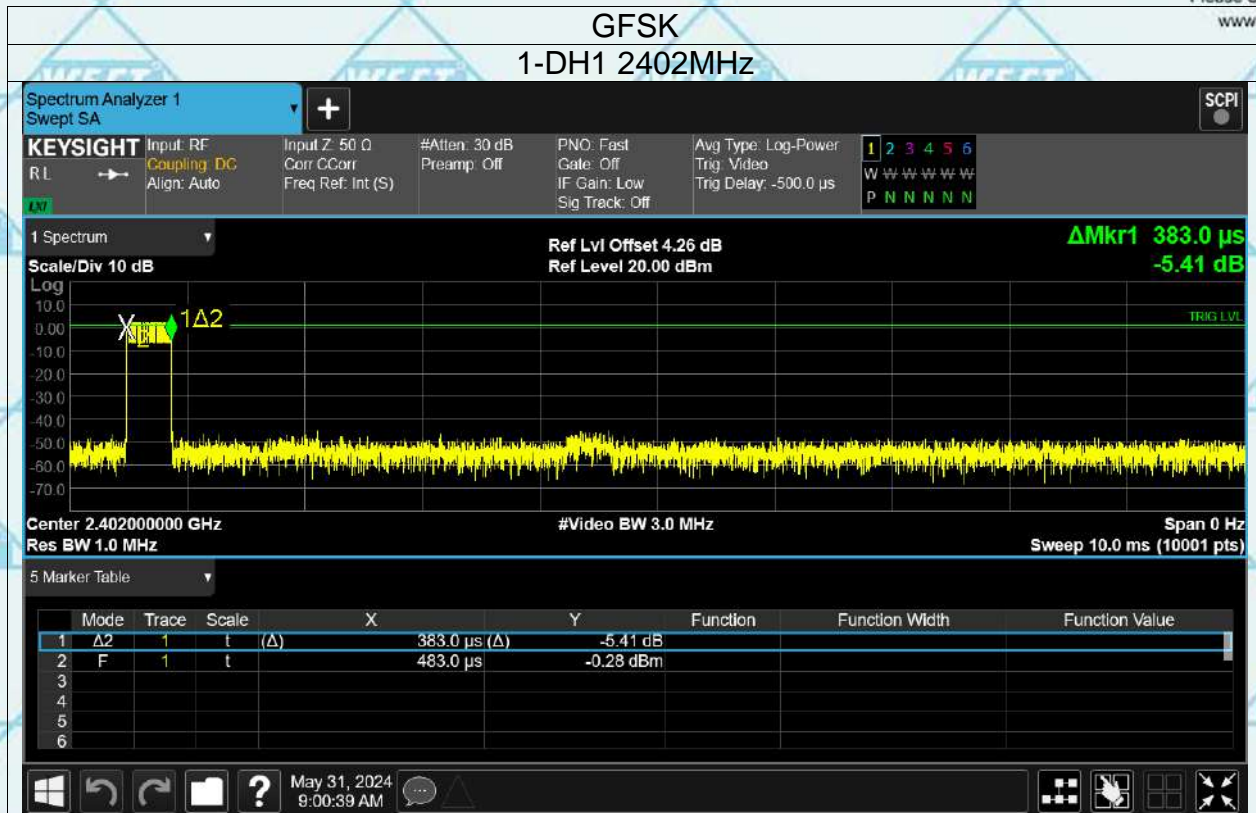 www
GFSK
1-DH1 2402MHz
Spectrum Analyzer 1
Swept SA
SCPI
KEYSIGHT
R L
LXI
Input: RF
Coupling: DC
Align: Auto
Input Z: 50 Ω
Corr CCorr
Freq Ref: Int (S)
#Atten: 30 dB
Preamp: Off
PNO: Fast
Gate: Off
IF Gain: Low
Sig Track: Off
Avg Type: Log-Power
Trig: Video
Trig Delay: -500.0 µs
1 2 3 4 5 6
W W W W W W
P N N N N N
1 Spectrum
Scale/Div 10 dB
Ref Lvl Offset 4.26 dB
Ref Level 20.00 dBm
ΔMkr1 383.0 µs
-5.41 dB
Log
10.0
0.00
-10.0
-20.0
-30.0
-40.0
-50.0
-60.0
-70.0
1Δ2
TRIG LVL
Center 2.402000000 GHz
#Video BW 3.0 MHz
Span 0 Hz
Res BW 1.0 MHz
Sweep 10.0 ms (10001 pts)
5 Marker Table
Mode Trace Scale X Y Function Function Width Function Value
1 Δ2 1 t (Δ) 383.0 µs (Δ) -5.41 dB
2 F 1 t 483.0 µs -0.28 dBm
3
4
5
6
May 31, 2024
9:00:39 AM